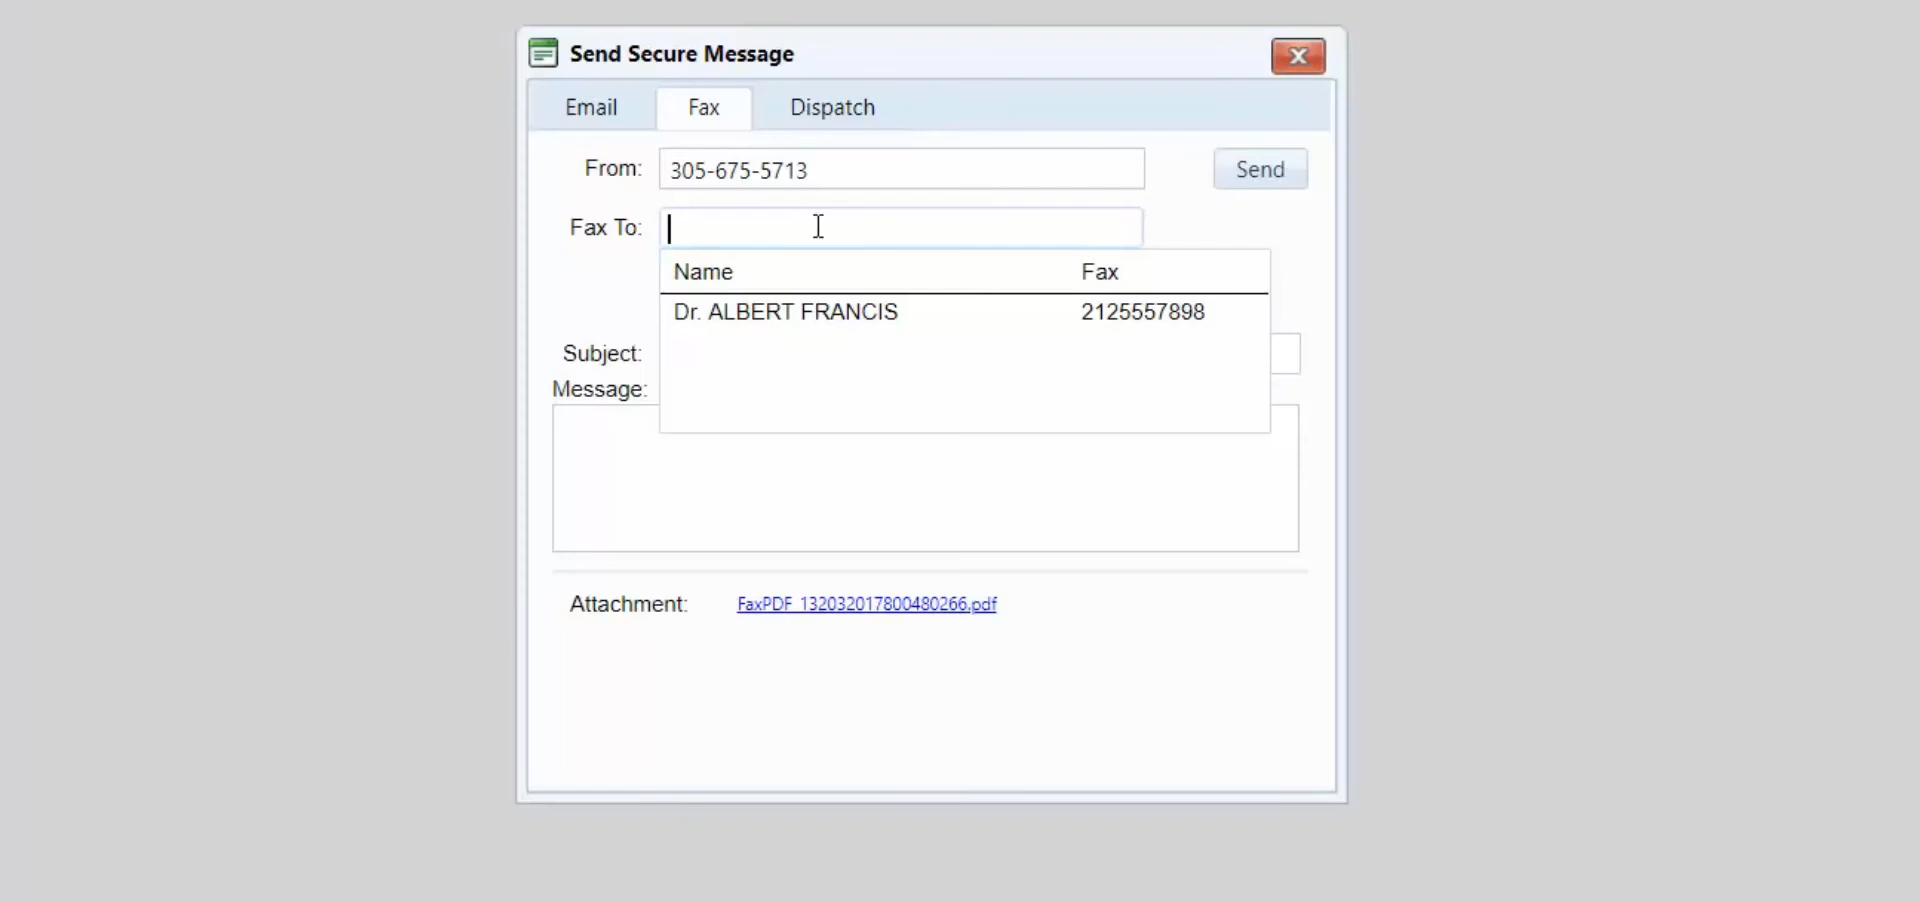 Send Secure Message
Email Fax Dispatch
From: 305-675-5713 Send
Fax To:
Name Fax
Dr. ALBERT FRANCIS 2125557898
Subject:
Message:
Attachment: FaxPDF_132032017800480266.pdf